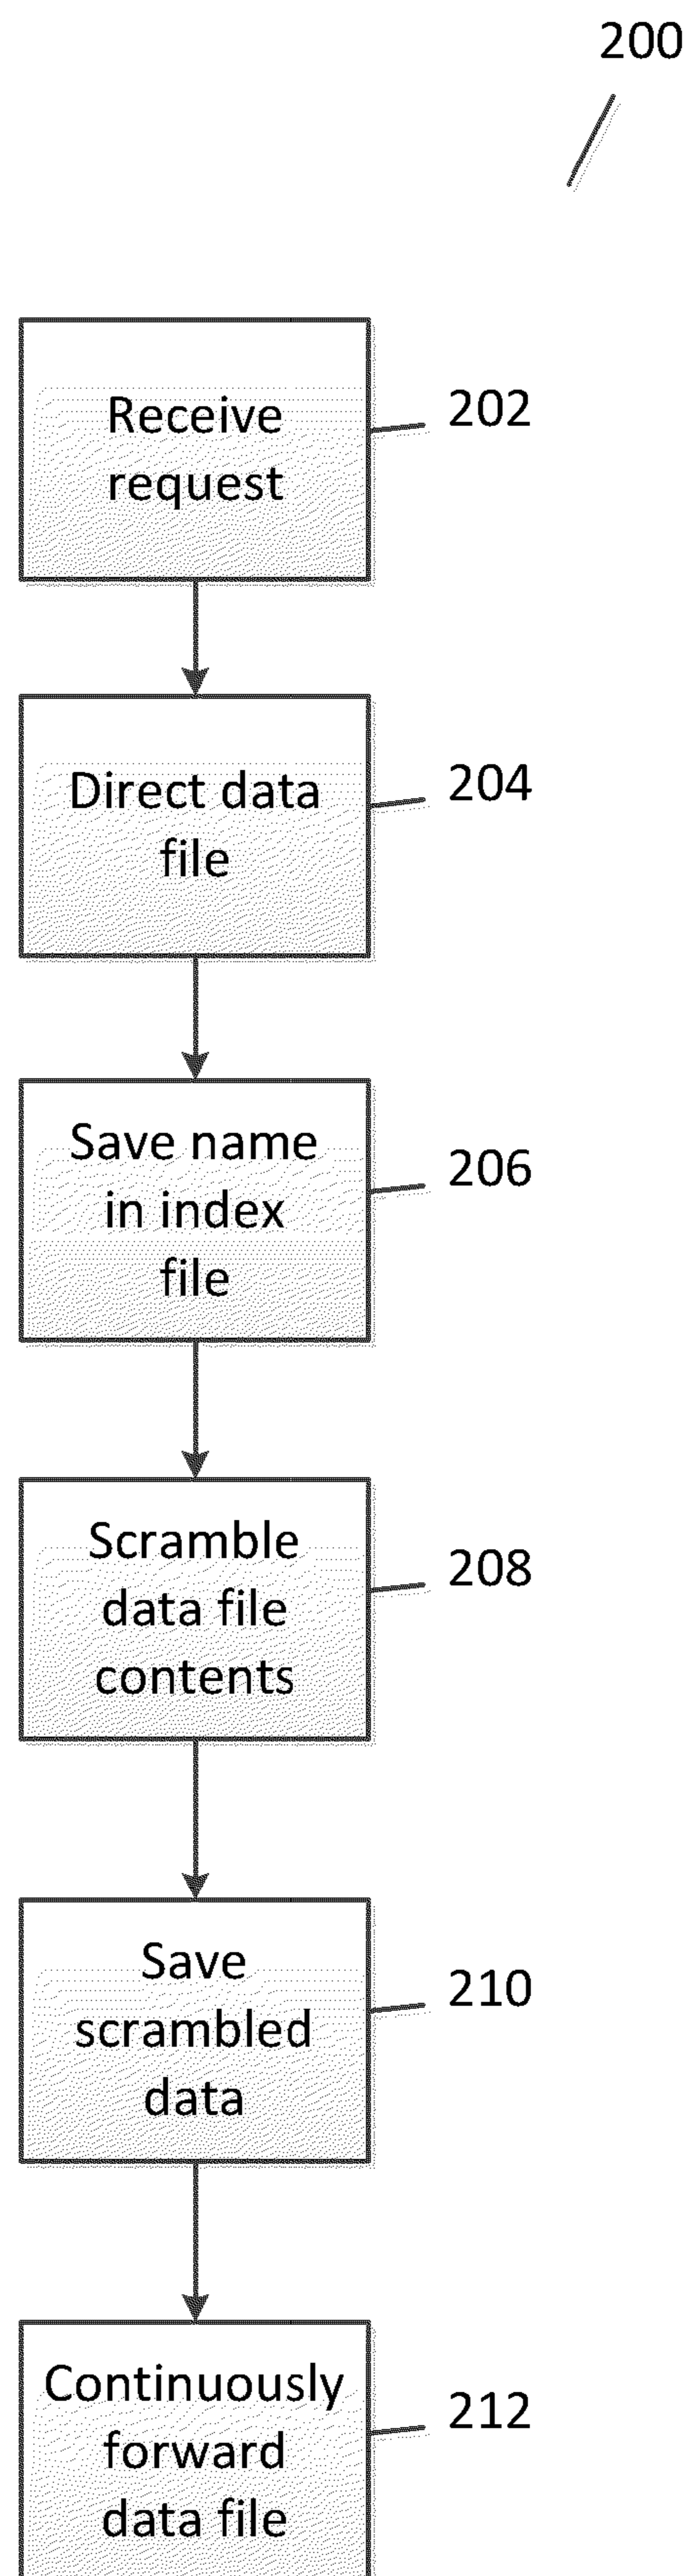 200
Receive
request
202
Direct data
file
204
Save name
in index
file
206
Scramble
data file
contents
208
Save
scrambled
data
210
Continuously
forward
data file
212